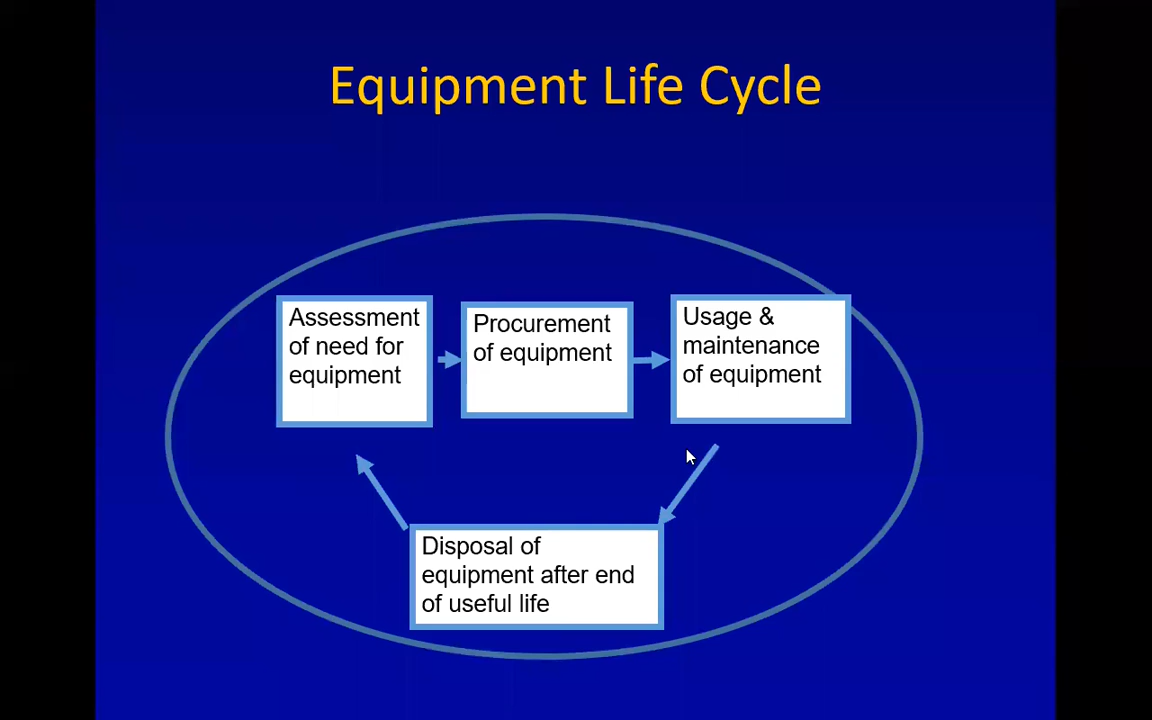 Equipment Life Cycle
Assessment
of need for
equipment
Procurement
of equipment
Usage &
maintenance
of equipment
Disposal of
equipment after end
of useful life